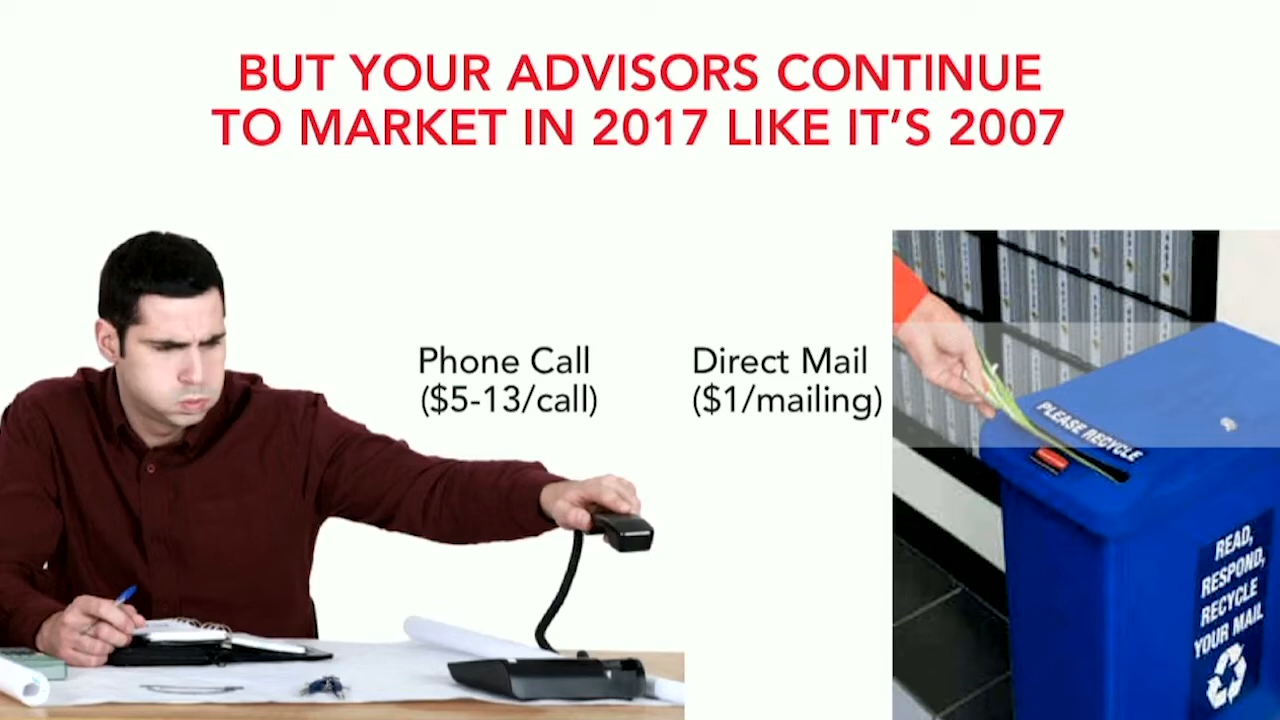 BUT YOUR ADVISORS CONTINUE
TO MARKET IN 2017 LIKE IT’S 2007
Phone Call
($5-13/call)
Direct Mail
($1/mailing)
PLEASE RECYCLE
READ,
RESPOND,
RECYCLE
YOUR MAIL